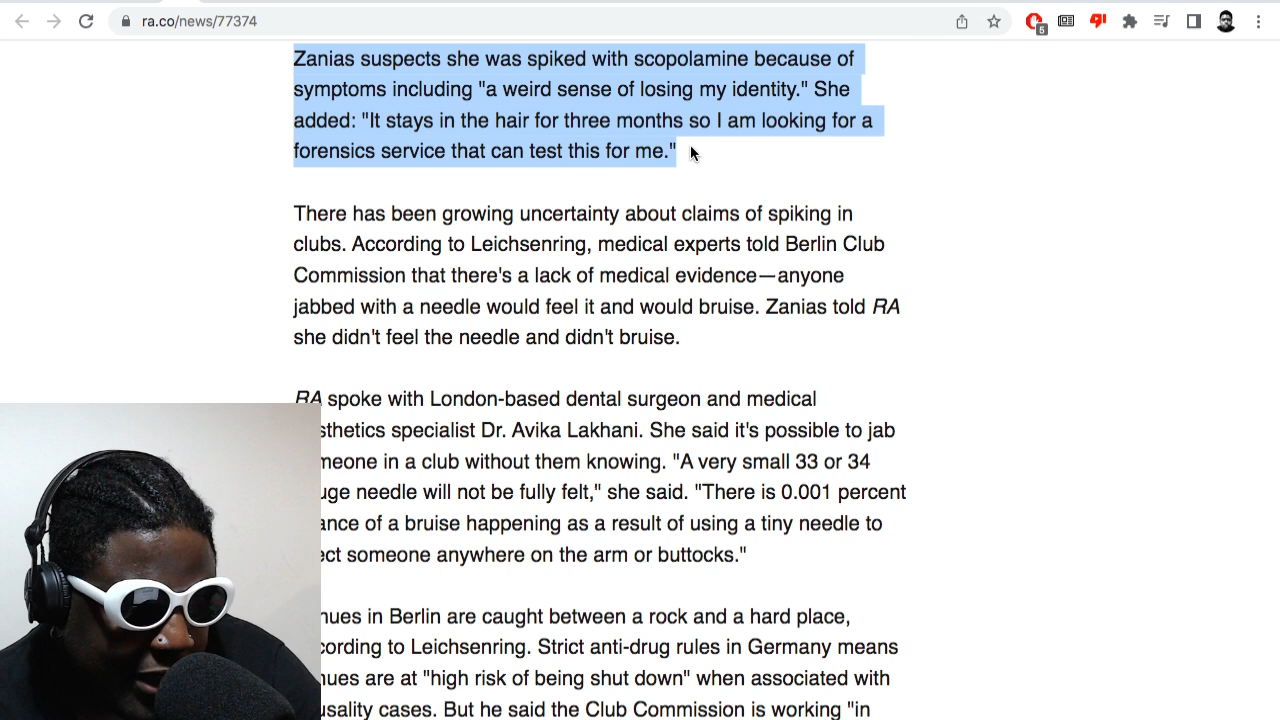 ra.co/news/77374
5
Zanias suspects she was spiked with scopolamine because of
symptoms including "a weird sense of losing my identity." She
added: "It stays in the hair for three months so I am looking for a
forensics service that can test this for me."
There has been growing uncertainty about claims of spiking in
clubs. According to Leichsenring, medical experts told Berlin Club
Commission that there's a lack of medical evidence—anyone
jabbed with a needle would feel it and would bruise. Zanias told RA
she didn't feel the needle and didn't bruise.
RA spoke with London-based dental surgeon and medical
sthetics specialist Dr. Avika Lakhani. She said it's possible to jab
meone in a club without them knowing. "A very small 33 or 34
uge needle will not be fully felt," she said. "There is 0.001 percent
ance of a bruise happening as a result of using a tiny needle to
ect someone anywhere on the arm or buttocks."
nues in Berlin are caught between a rock and a hard place,
cording to Leichsenring. Strict anti-drug rules in Germany means
nues are at "high risk of being shut down" when associated with
usality cases. But he said the Club Commission is working "in